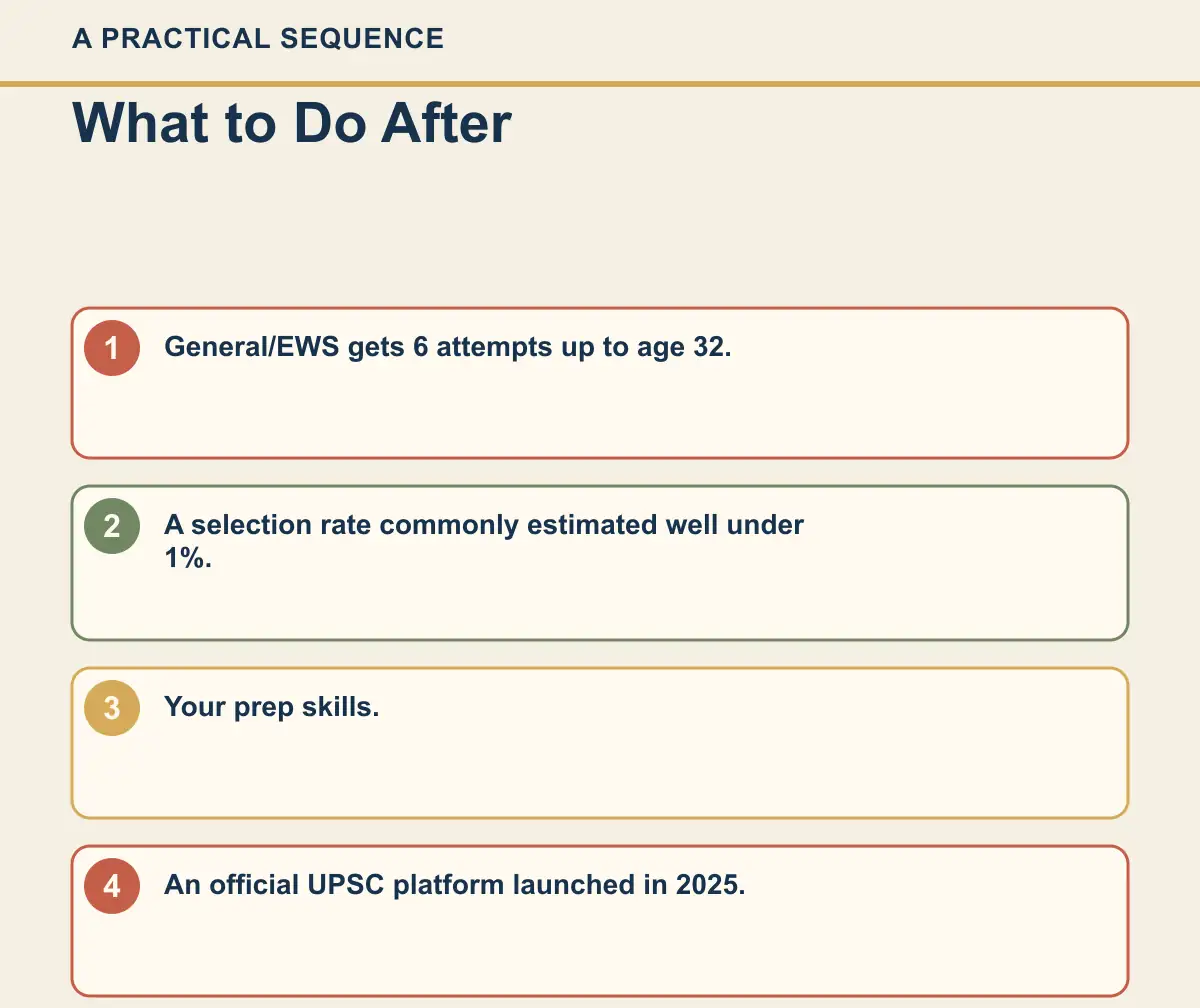 A PRACTICAL SEQUENCE
What to Do After
1
General/EWS gets 6 attempts up to age 32.
2
A selection rate commonly estimated well under
1%.
3
Your prep skills.
4
An official UPSC platform launched in 2025.